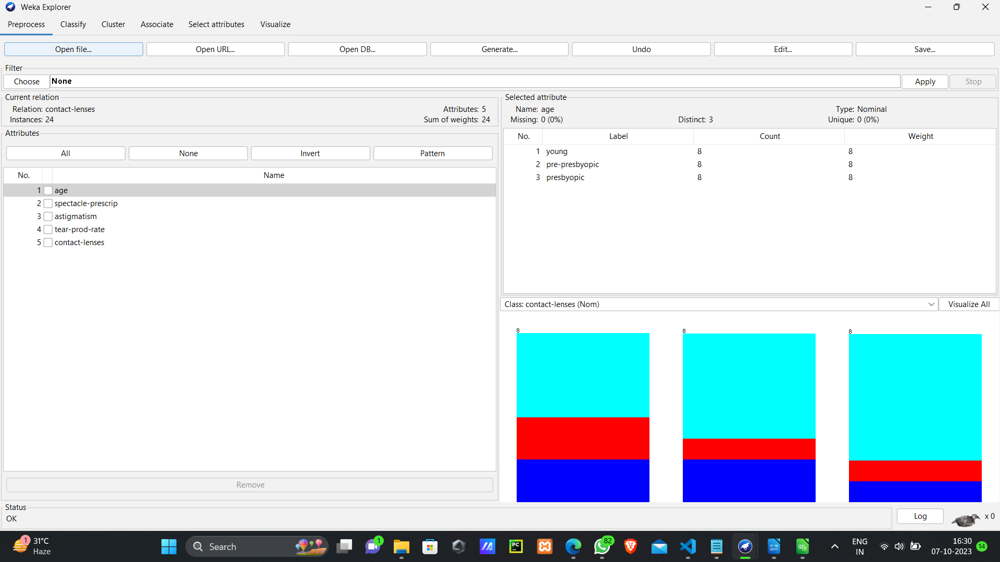 Weka Explorer
Preprocess Classify Cluster Associate Select attributes Visualize
Open file... Open URL... Open DB... Generate... Undo Edit... Save...
Filter
Choose None Apply Stop
Current relation
Relation: contact-lenses Attributes: 5
Instances: 24 Sum of weights: 24
Selected attribute
Name: age Type: Nominal
Missing: 0 (0%) Distinct: 3 Unique: 0 (0%)
Attributes
All None Invert Pattern
No. Name
1 age
2 spectacle-prescrip
3 astigmatism
4 tear-prod-rate
5 contact-lenses
Remove
No. Label Count Weight
1 young 8 8
2 pre-presbyopic 8 8
3 presbyopic 8 8
Class: contact-lenses (Nom) Visualize All
8 8 8
Status
OK
Log x 0
1 31°C
Haze
Search
1
PC
82
ENG
IN
16:30
07-10-2023
14